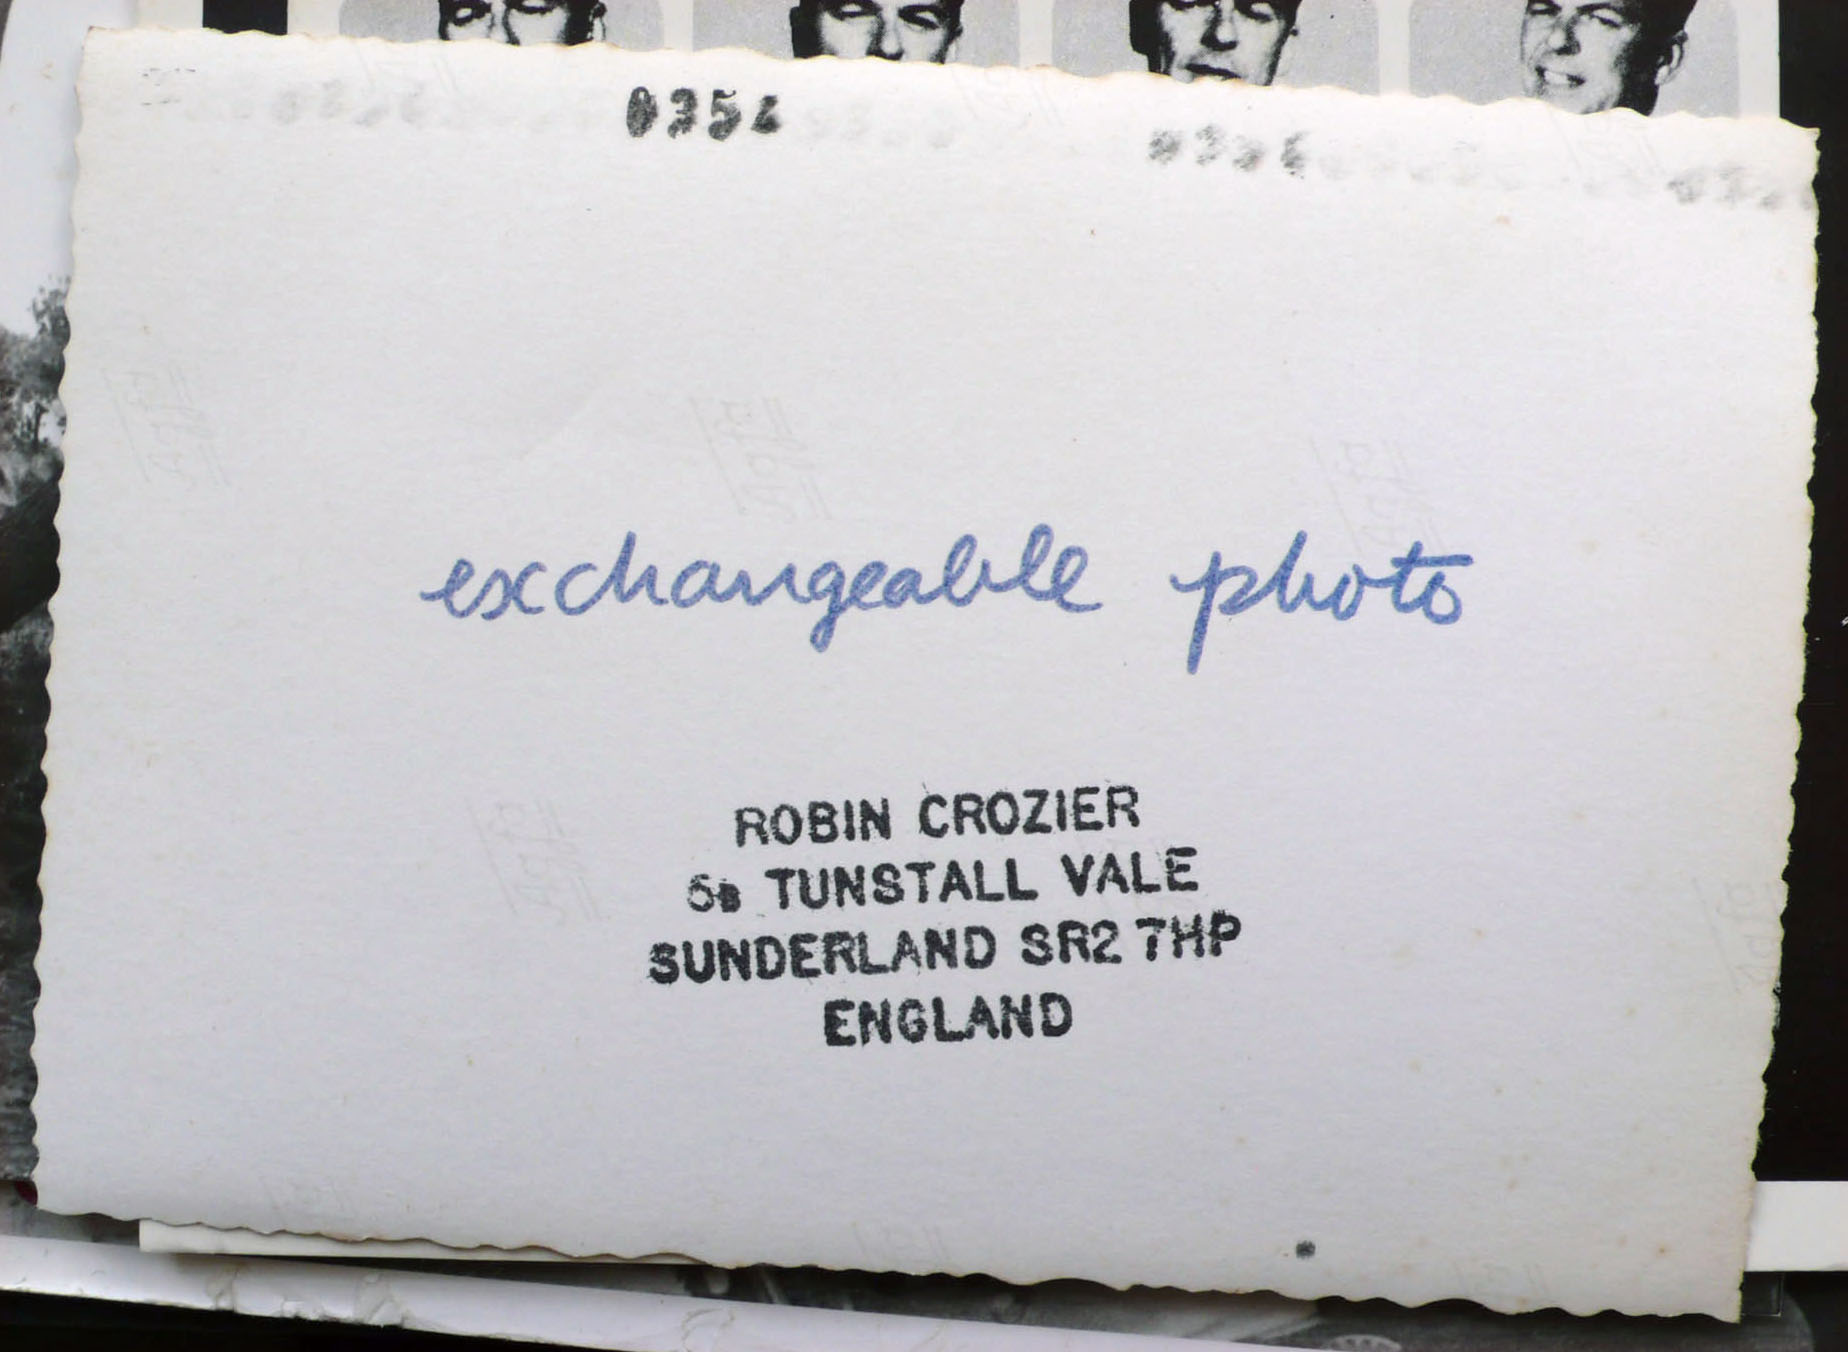 0354
exchangeable photo
ROBIN CROZIER
5B TUNSTALL VALE
SUNDERLAND SR2 7HP
ENGLAND